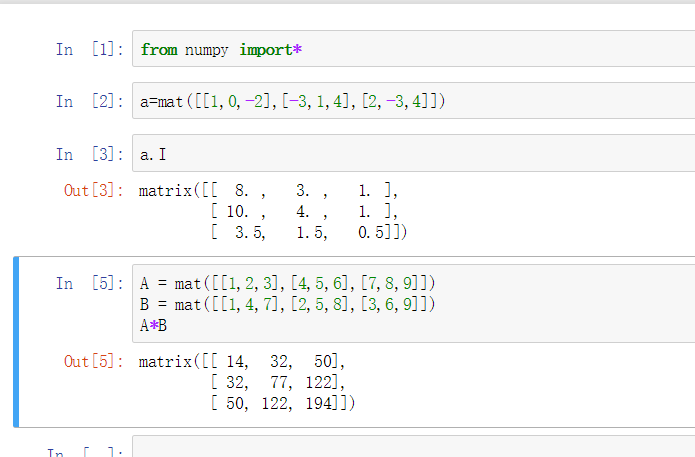 In [1]: from numpy import*
In [2]: a=mat([[1,0,-2],[-3,1,4],[2,-3,4]])
In [3]: a.I
Out[3]: matrix([[ 8. , 3. , 1. ],
[ 10. , 4. , 1. ],
[ 3.5, 1.5, 0.5]])
In [5]: A = mat([[1,2,3],[4,5,6],[7,8,9]])
B = mat([[1,4,7],[2,5,8],[3,6,9]])
A*B
Out[5]: matrix([[ 14, 32, 50],
[ 32, 77, 122],
[ 50, 122, 194]])
In [ ]: